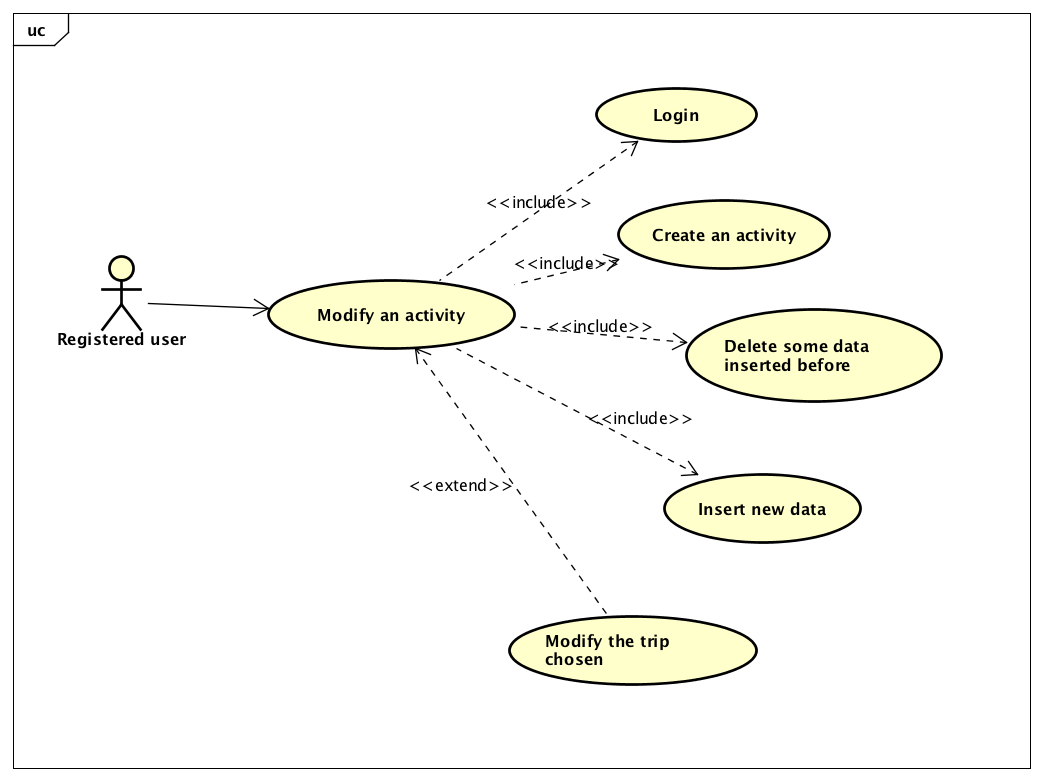 uc
Login
<<include>>
Create an activity
<<include>>
Modify an activity
<<include>>
Registered user
Delete some data
inserted before
<<include>>
<<extend>>
Insert new data
Modify the trip
chosen